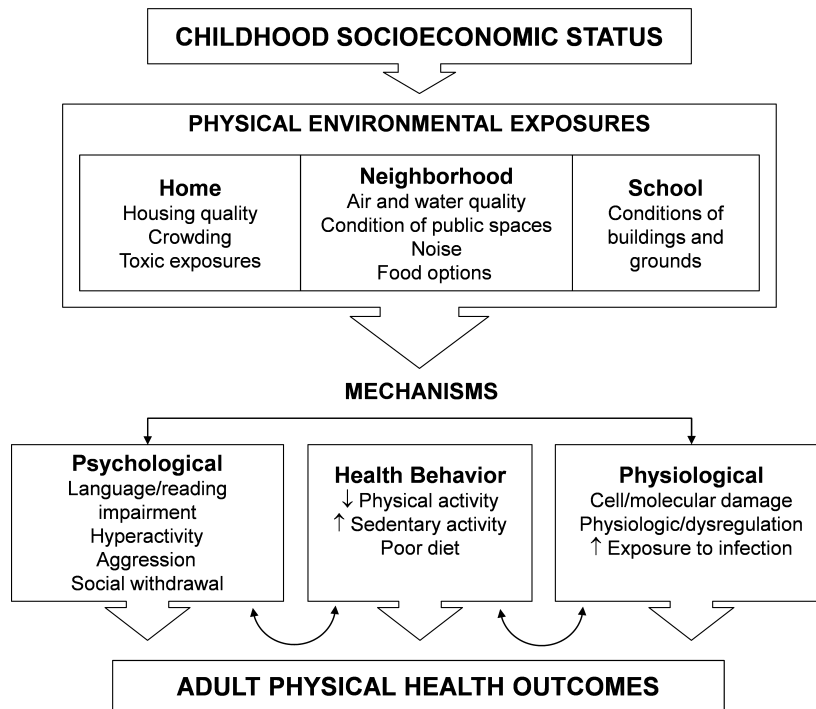 CHILDHOOD SOCIOECONOMIC STATUS
PHYSICAL ENVIRONMENTAL EXPOSURES
Home
Housing quality
Crowding
Toxic exposures
Neighborhood
Air and water quality
Condition of public spaces
Noise
Food options
School
Conditions of
buildings and
grounds
MECHANISMS
Psychological
Language/reading
impairment
Hyperactivity
Aggression
Social withdrawal
Health Behavior
↓ Physical activity
↑ Sedentary activity
Poor diet
Physiological
Cell/molecular damage
Physiologic/dysregulation
↑ Exposure to infection
ADULT PHYSICAL HEALTH OUTCOMES